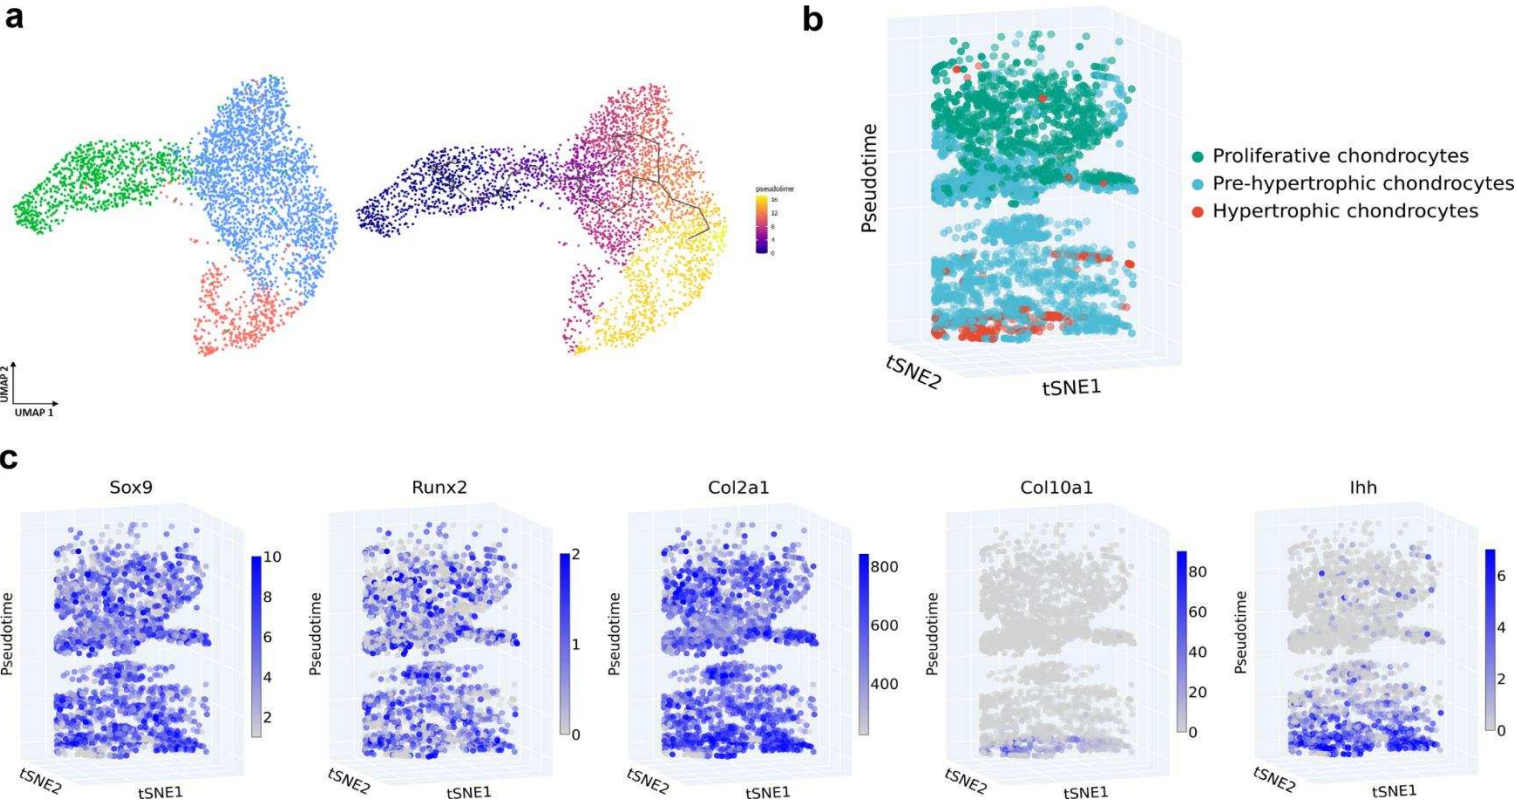 a
pseudotime
16
12
8
4
0
UMAP 2
UMAP 1
b
Pseudotime
tSNE2
tSNE1
Proliferative chondrocytes
Pre-hypertrophic chondrocytes
Hypertrophic chondrocytes
c
Sox9
Pseudotime
tSNE2
tSNE1
10
8
6
4
2
Runx2
Pseudotime
tSNE2
tSNE1
2
1
0
Col2a1
Pseudotime
tSNE2
tSNE1
800
600
400
Col10a1
Pseudotime
tSNE2
tSNE1
80
60
40
20
0
Ihh
Pseudotime
tSNE2
tSNE1
6
4
2
0